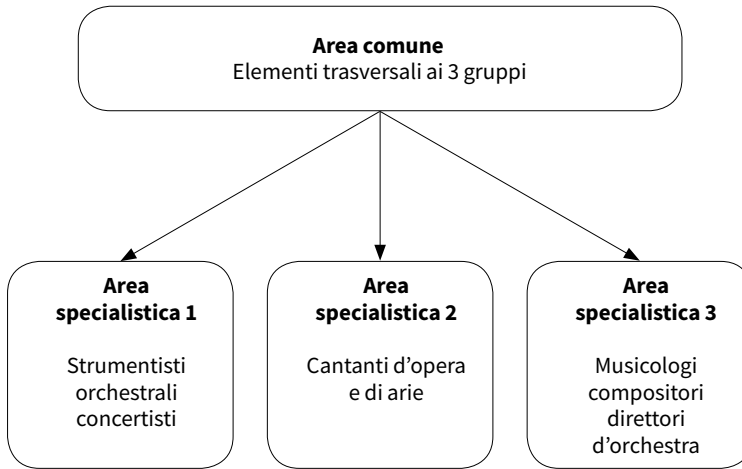 Area comune
Elementi trasversali ai 3 gruppi
Area
specialistica 1
Strumentisti
orchestrali
concertisti
Area
specialistica 2
Cantanti d’opera
e di arie
Area
specialistica 3
Musicologi
compositori
direttori
d’orchestra